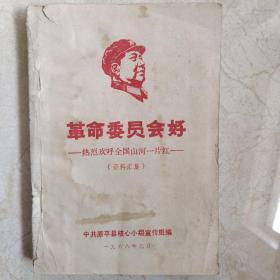 革命委员会好
——热烈欢呼全国山河一片红——
（资料汇集）
中共原平县核心小组宣传组编
一九六八年九月